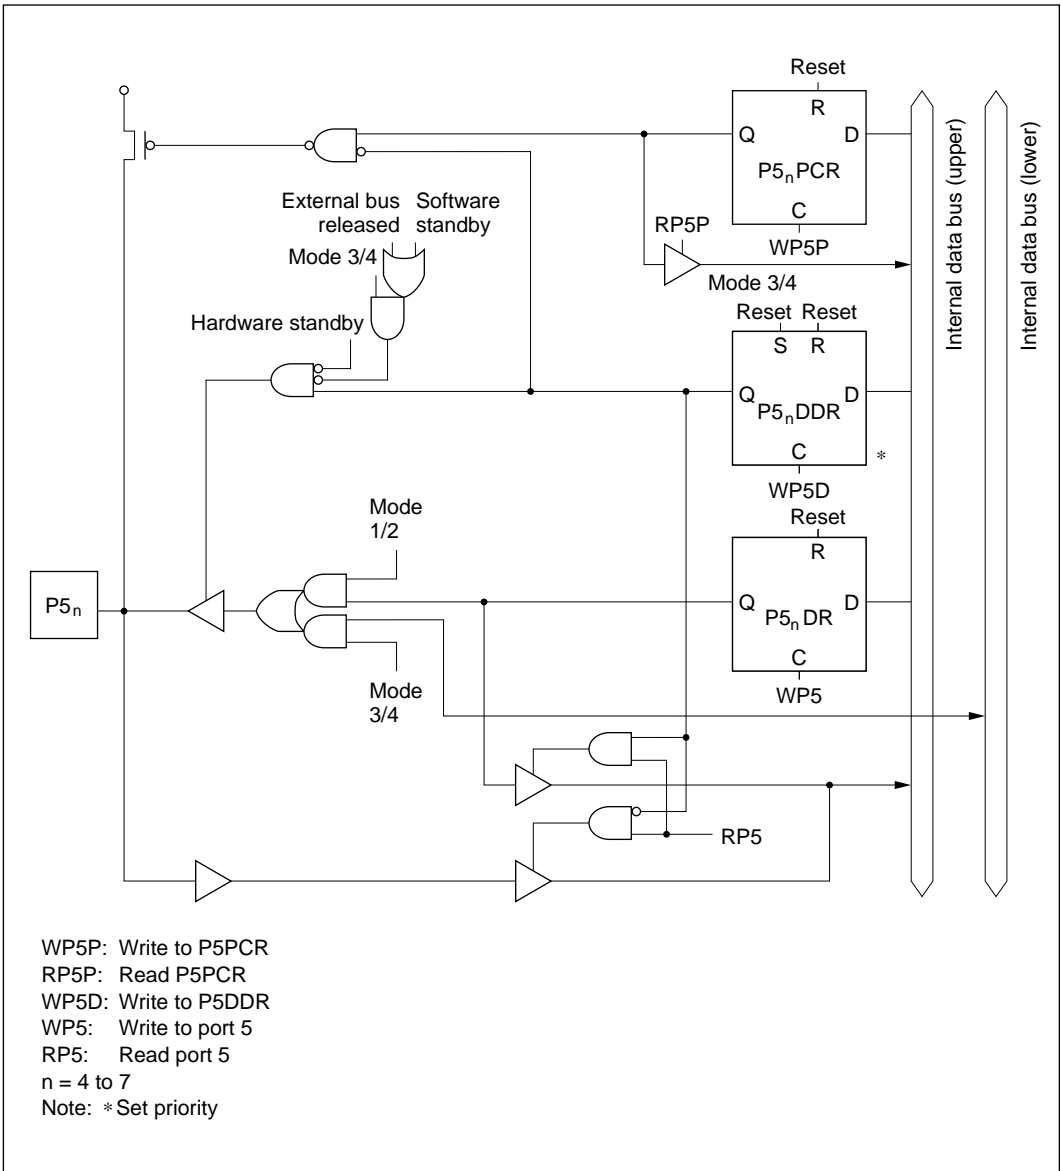 Reset
R
Q
D
P5nPCR
C
WP5P
Internal data bus (upper)
Internal data bus (lower)
External bus
released
Software
standby
Mode 3/4
RP5P
Hardware standby
Mode 3/4
Reset
Reset
S
R
Q
D
P5nDDR
C
*
WP5D
Mode
1/2
Reset
R
P5n
Q
D
P5nDR
C
WP5
Mode
3/4
RP5
WP5P: Write to P5PCR
RP5P: Read P5PCR
WP5D: Write to P5DDR
WP5: Write to port 5
RP5: Read port 5
n = 4 to 7
Note: * Set priority